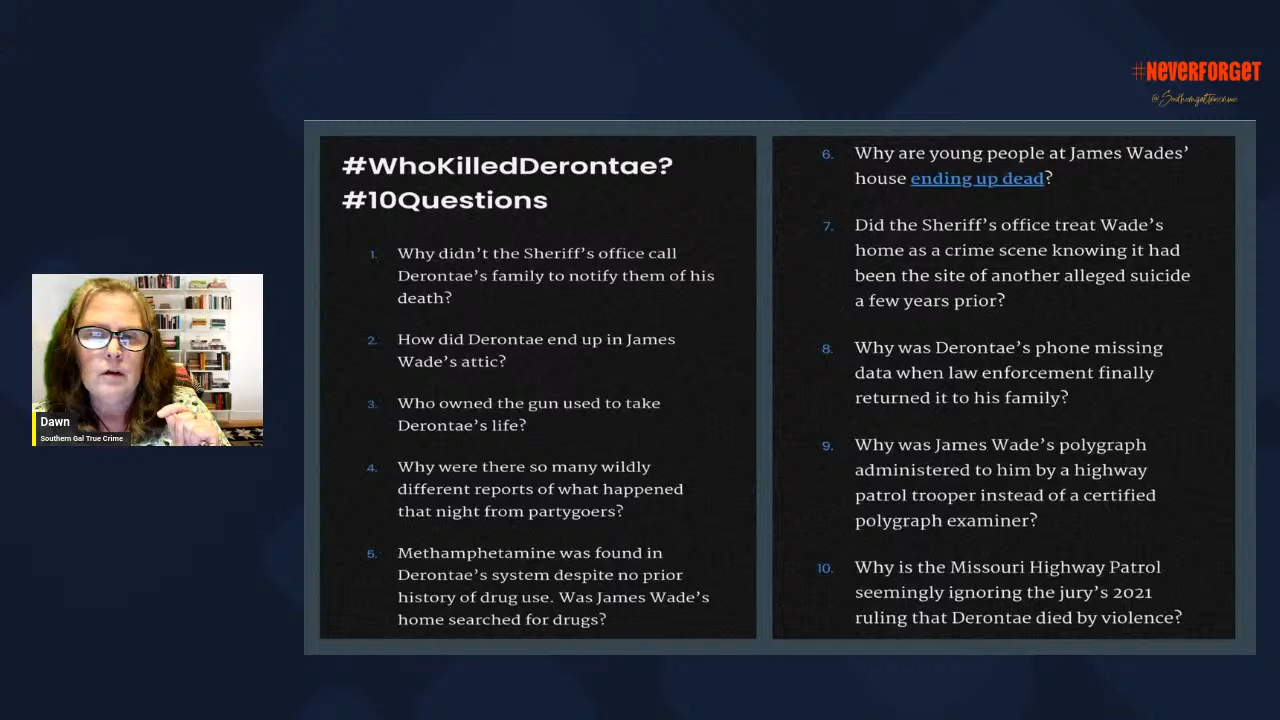 #NEVERFORGET
@Southerngaltruecrime
#WhoKilledDerontae?
#10Questions
1. Why didn't the Sheriff's office call
Derontae's family to notify them of his
death?
2. How did Derontae end up in James
Wade's attic?
3. Who owned the gun used to take
Derontae's life?
4. Why were there so many wildly
different reports of what happened
that night from partygoers?
5. Methamphetamine was found in
Derontae's system despite no prior
history of drug use. Was James Wade's
home searched for drugs?
6. Why are young people at James Wades'
house ending up dead?
7. Did the Sheriff's office treat Wade's
home as a crime scene knowing it had
been the site of another alleged suicide
a few years prior?
8. Why was Derontae's phone missing
data when law enforcement finally
returned it to his family?
9. Why was James Wade's polygraph
administered to him by a highway
patrol trooper instead of a certified
polygraph examiner?
10. Why is the Missouri Highway Patrol
seemingly ignoring the jury's 2021
ruling that Derontae died by violence?
Dawn
Southern Gal True Crime